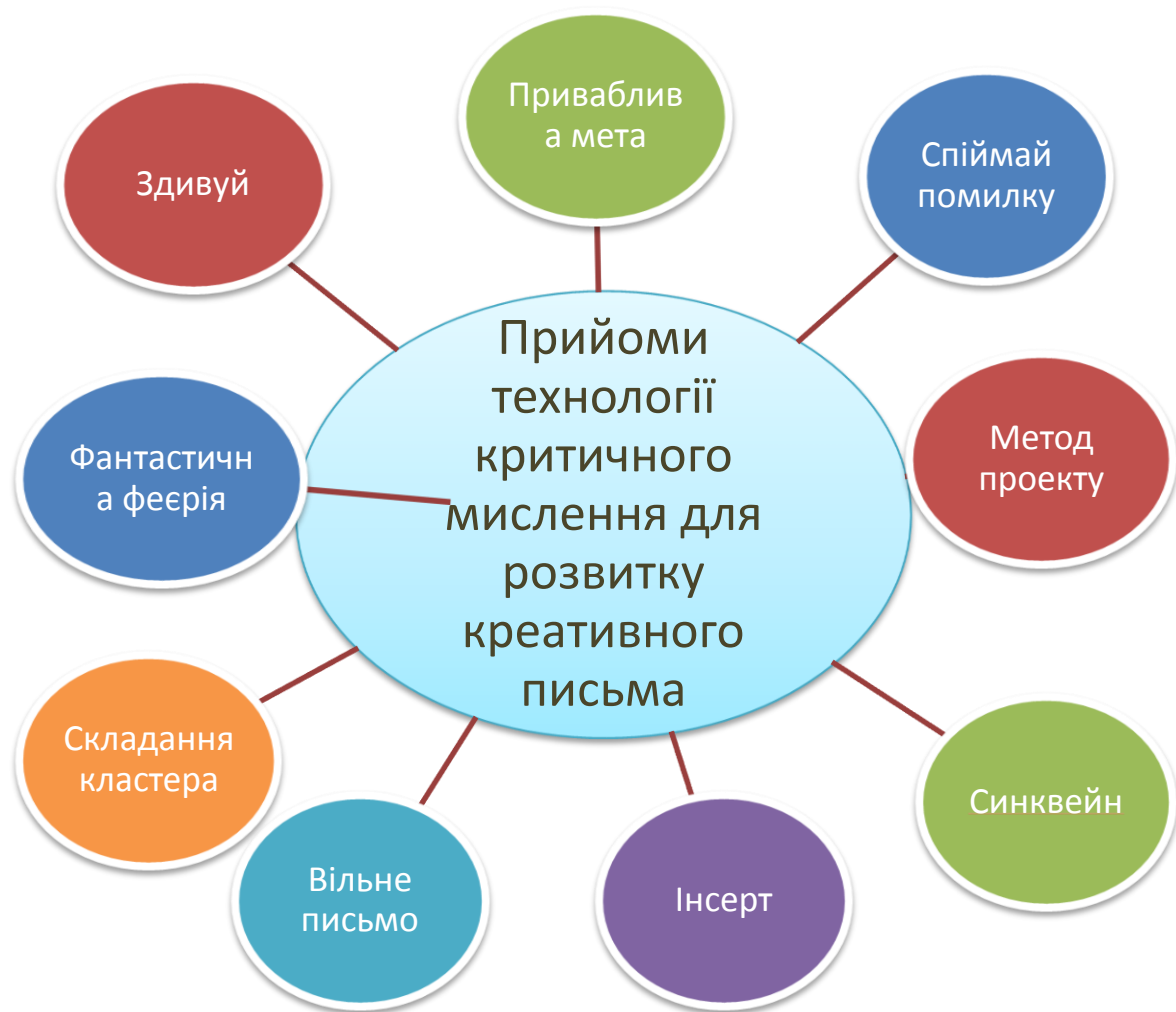 Приваблив
а мета
Спіймай
помилку
Здивуй
Прийоми
технології
критичного
мислення для
розвитку
креативного
письма
Метод
проекту
Фантастичн
а феєрія
Складання
кластера
Синквейн
Вільне
письмо
Інсерт